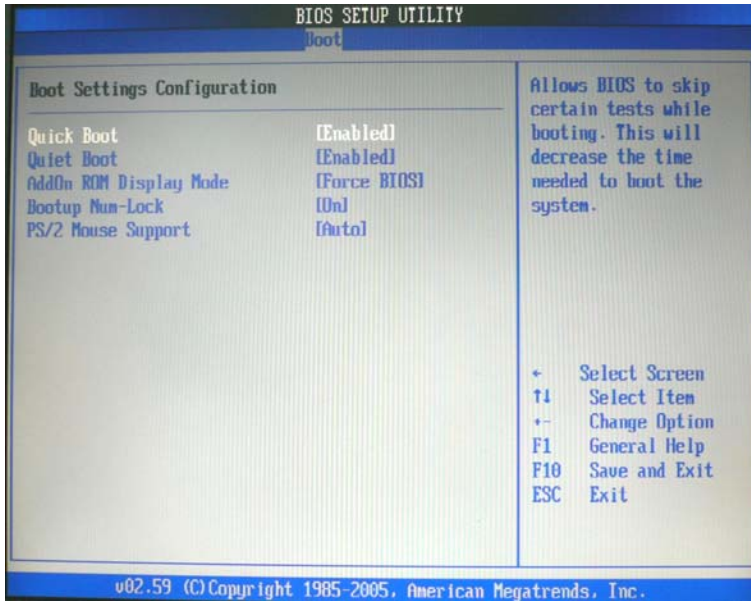 BIOS SETUP UTILITY
Boot
Boot Settings Configuration
Quick Boot [Enabled]
Quiet Boot [Enabled]
AddOn ROM Display Mode [Force BIOS]
Bootup Num-Lock [On]
PS/2 Mouse Support [Auto]
Allows BIOS to skip
certain tests while
booting. This will
decrease the time
needed to boot the
system.
← Select Screen
↑↓ Select Item
+- Change Option
F1 General Help
F10 Save and Exit
ESC Exit
v02.59 (C)Copyright 1985-2005, American Megatrends, Inc.